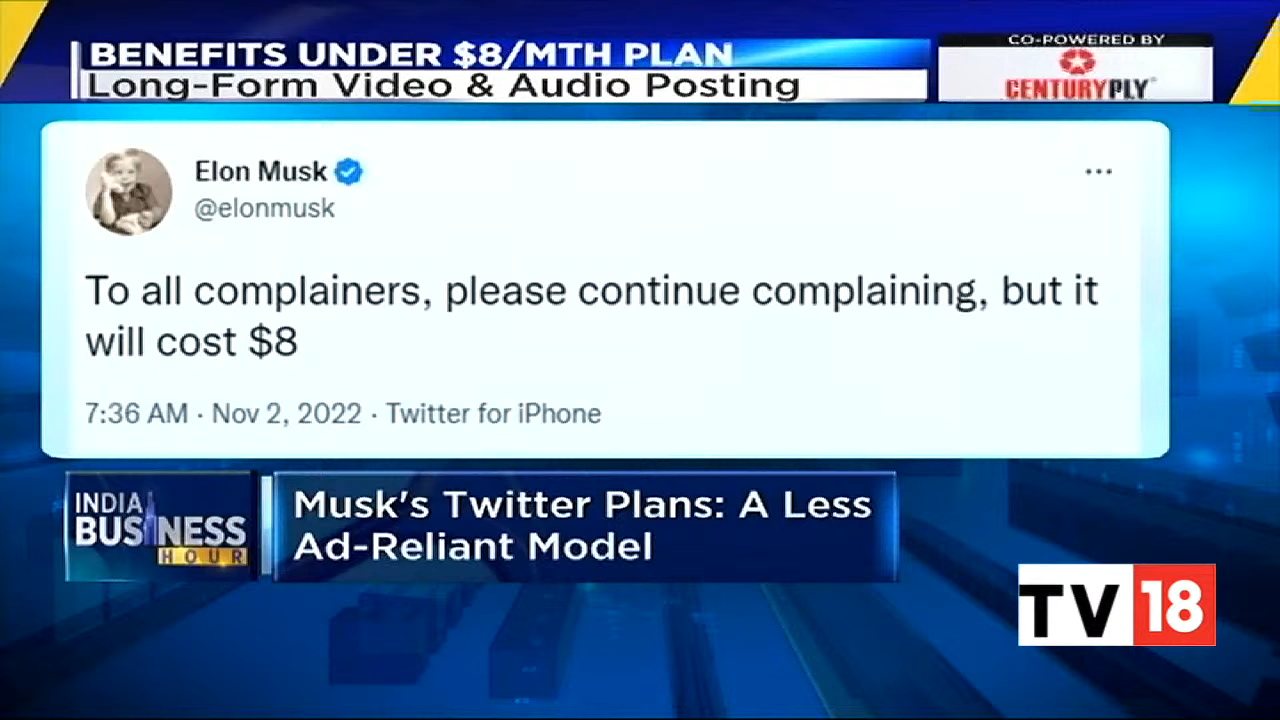 BENEFITS UNDER $8/MTH PLAN
Long-Form Video & Audio Posting
CO-POWERED BY
CENTURYPLY
Elon Musk
@elonmusk
To all complainers, please continue complaining, but it
will cost $8
7:36 AM · Nov 2, 2022 · Twitter for iPhone
INDIA
BUSINESS
HOUR
Musk's Twitter Plans: A Less
Ad-Reliant Model
TV18